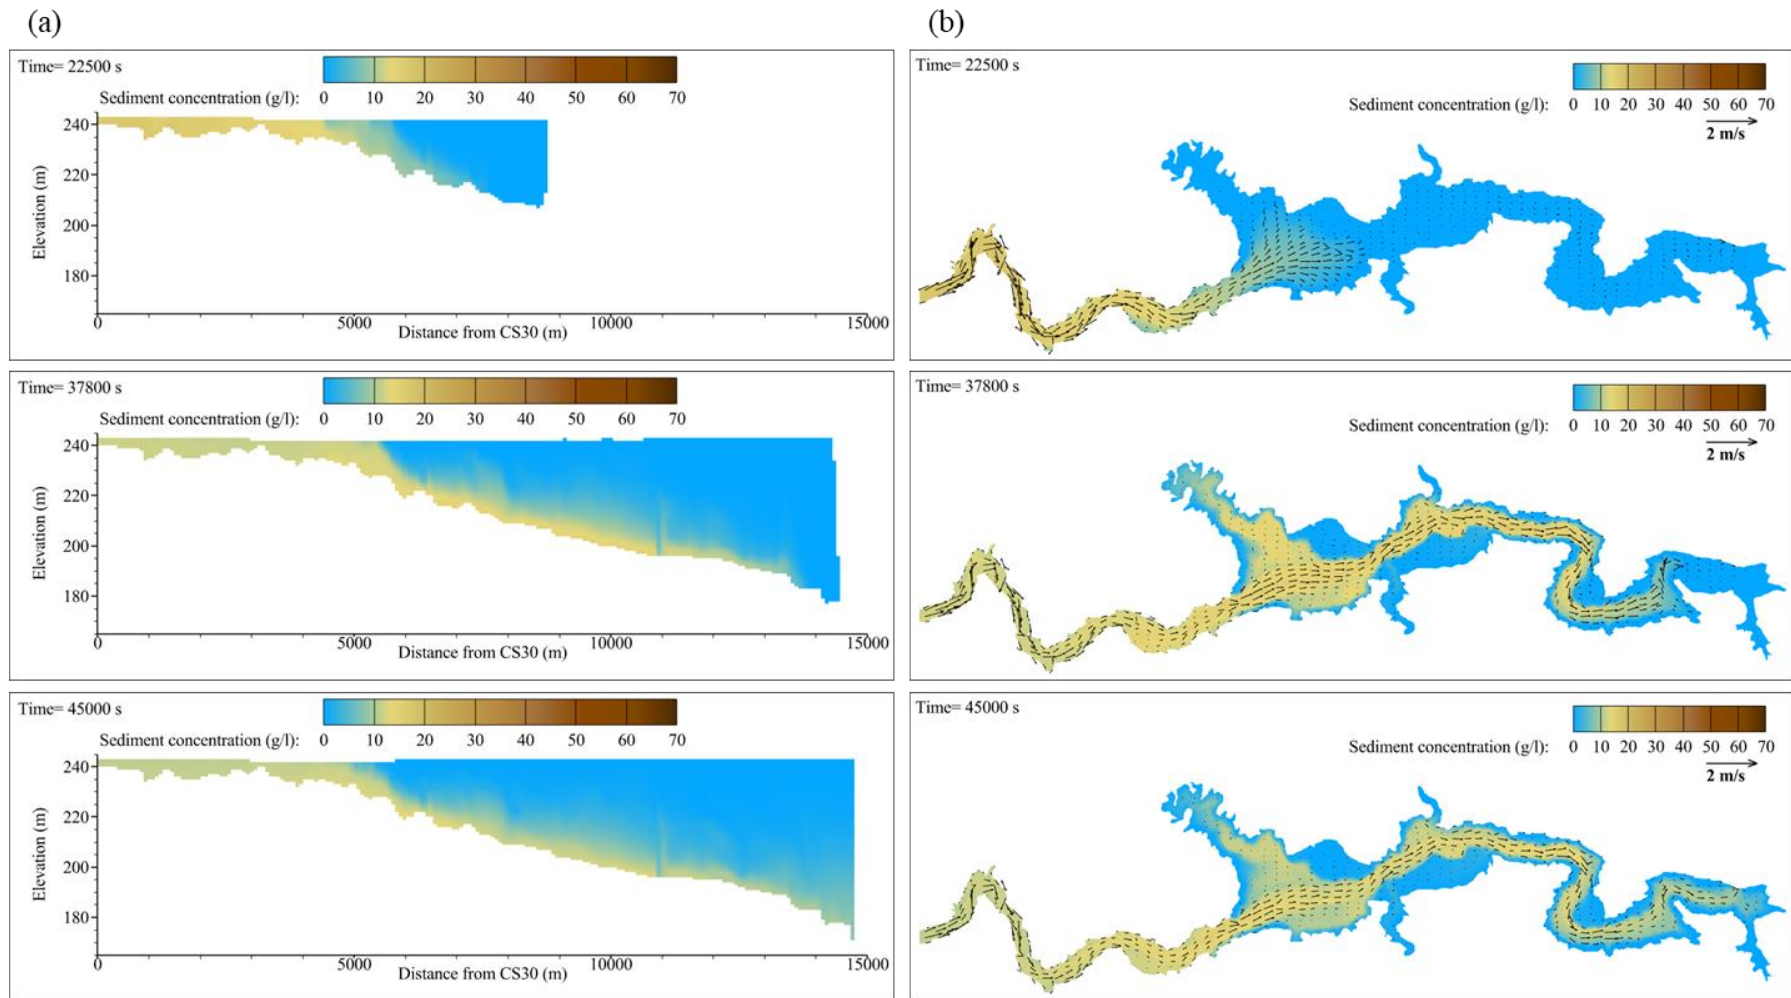 (a)
Time= 22500 s
Sediment concentration (g/l): 0 10 20 30 40 50 60 70
240
220
200
180
Elevation (m)
0 5000 10000 15000
Distance from CS30 (m)
Time= 37800 s
Sediment concentration (g/l): 0 10 20 30 40 50 60 70
240
220
200
180
Elevation (m)
0 5000 10000 15000
Distance from CS30 (m)
Time= 45000 s
Sediment concentration (g/l): 0 10 20 30 40 50 60 70
240
220
200
180
Elevation (m)
0 5000 10000 15000
Distance from CS30 (m)
(b)
Time= 22500 s
Sediment concentration (g/l): 0 10 20 30 40 50 60 70
2 m/s
Time= 37800 s
Sediment concentration (g/l): 0 10 20 30 40 50 60 70
2 m/s
Time= 45000 s
Sediment concentration (g/l): 0 10 20 30 40 50 60 70
2 m/s